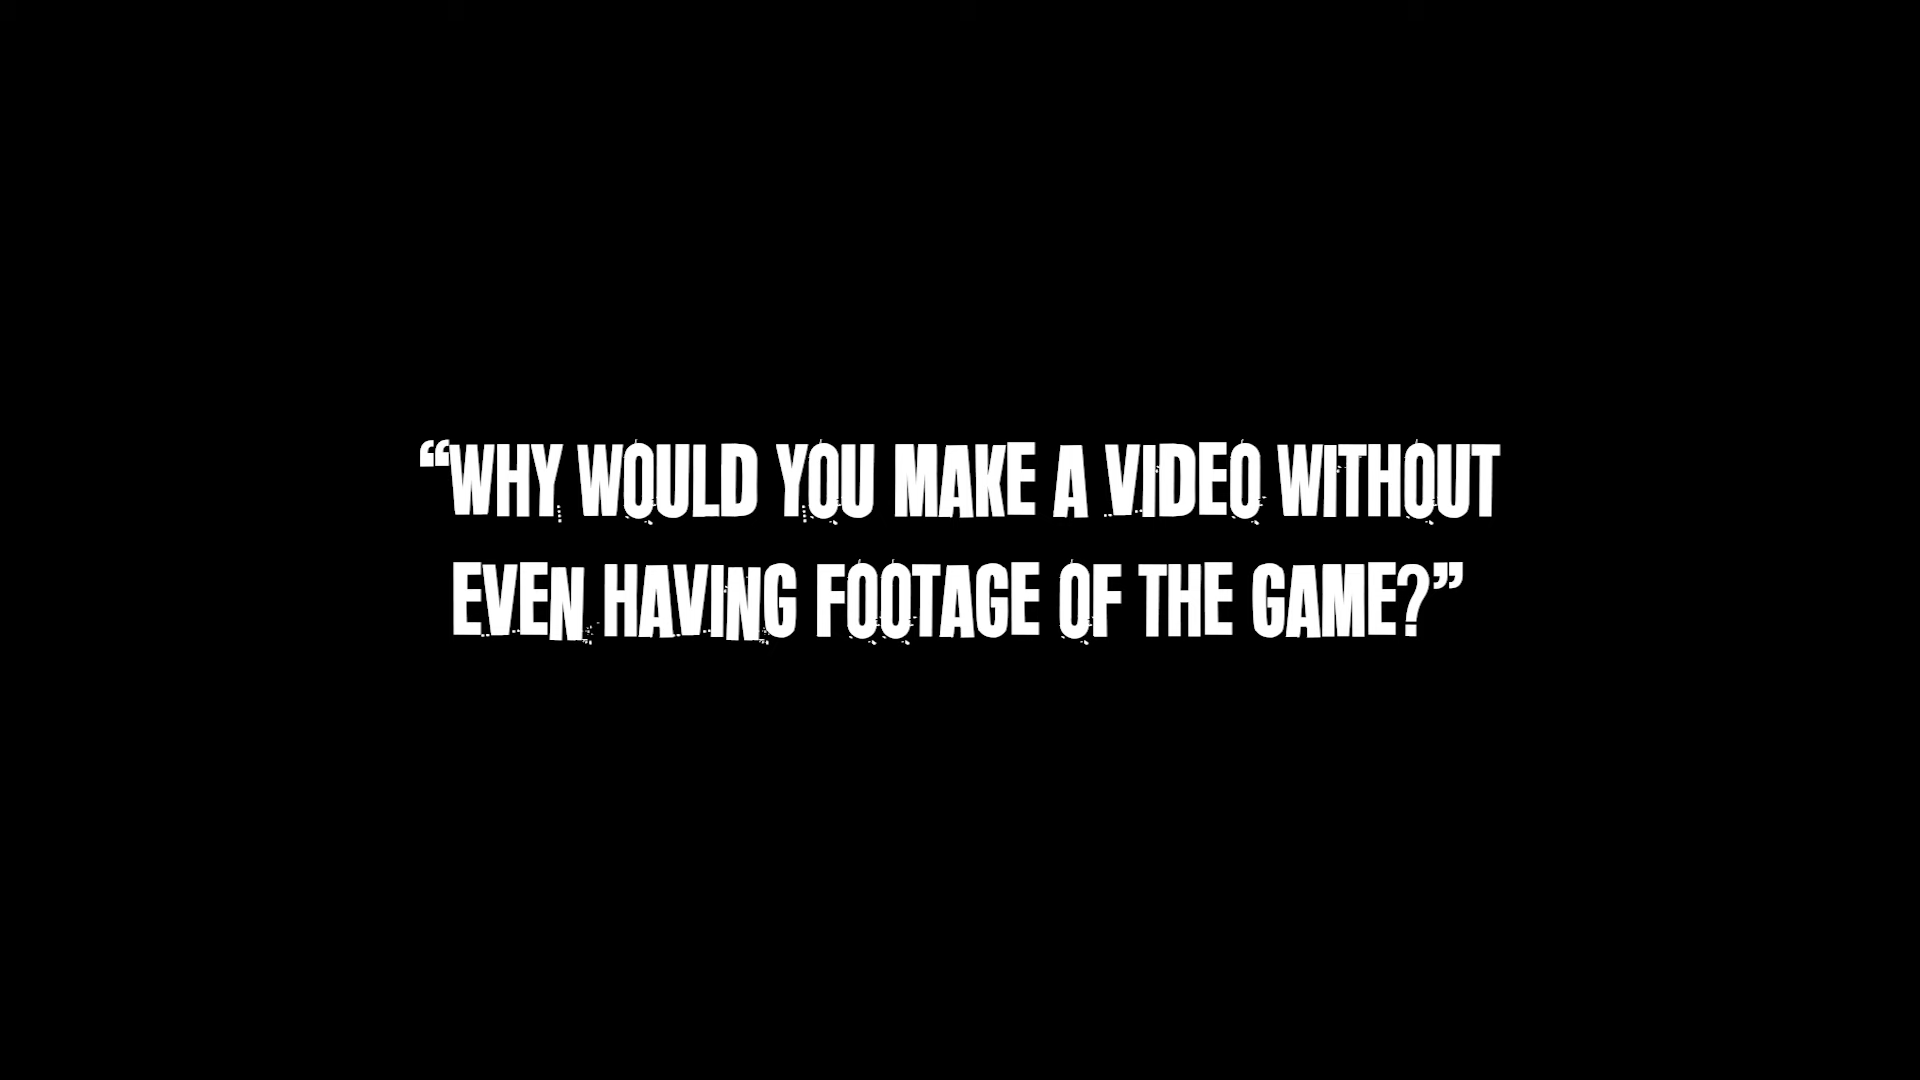 “WHY WOULD YOU MAKE A VIDEO WITHOUT
EVEN HAVING FOOTAGE OF THE GAME?”